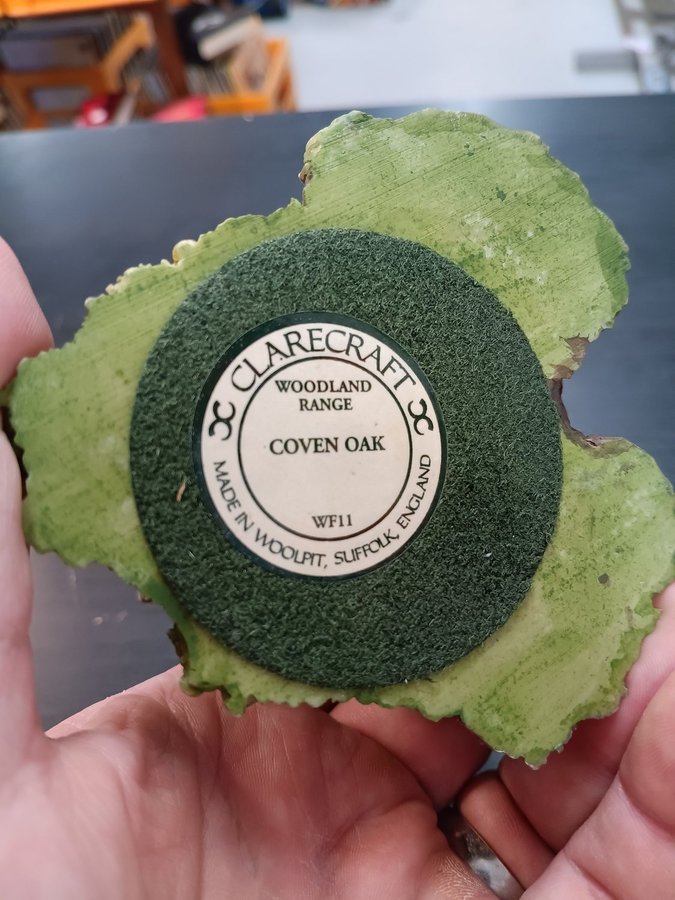 CLARECRAFT
WOODLAND
RANGE
COVEN OAK
WF11
MADE IN WOOLPIT, SUFFOLK, ENGLAND